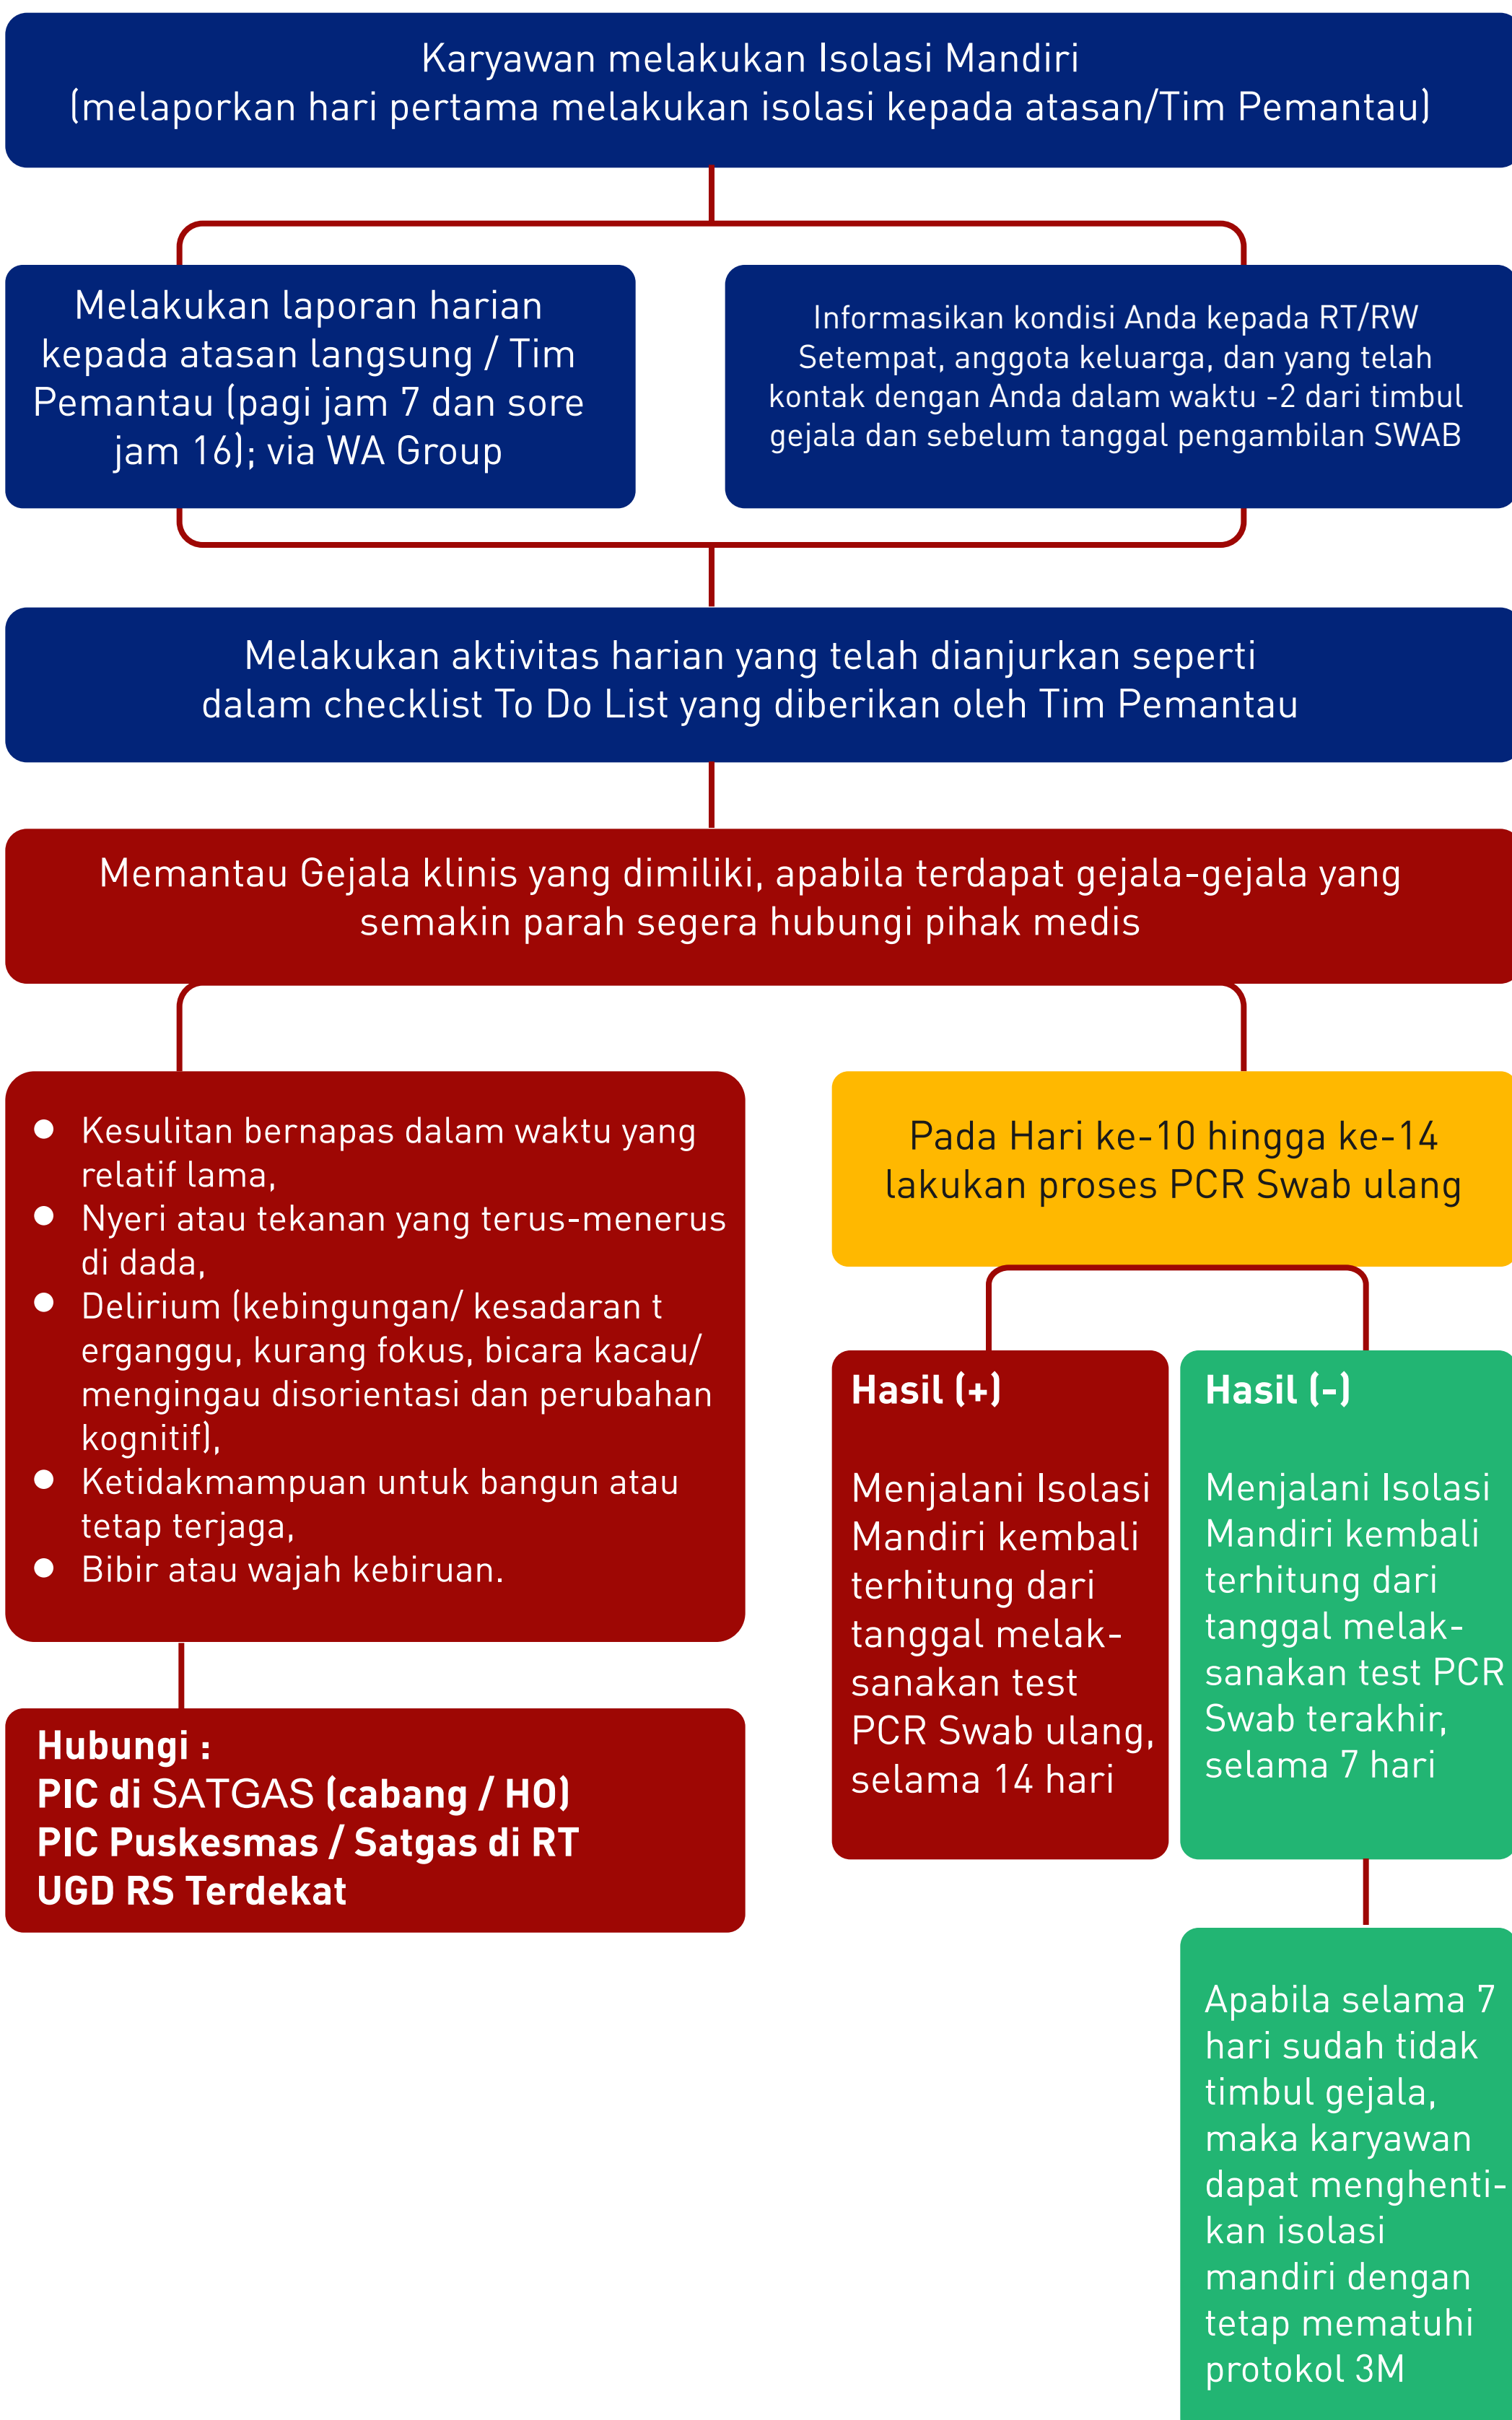 Karyawan melakukan Isolasi Mandiri
(melaporkan hari pertama melakukan isolasi kepada atasan/Tim Pemantau)
Melakukan laporan harian
kepada atasan langsung / Tim
Pemantau (pagi jam 7 dan sore
jam 16); via WA Group
Informasikan kondisi Anda kepada RT/RW
Setempat, anggota keluarga, dan yang telah
kontak dengan Anda dalam waktu -2 dari timbul
gejala dan sebelum tanggal pengambilan SWAB
Melakukan aktivitas harian yang telah dianjurkan seperti
dalam checklist To Do List yang diberikan oleh Tim Pemantau
Memantau Gejala klinis yang dimiliki, apabila terdapat gejala-gejala yang
semakin parah segera hubungi pihak medis
● Kesulitan bernapas dalam waktu yang
relatif lama,
● Nyeri atau tekanan yang terus-menerus
di dada,
● Delirium (kebingungan/ kesadaran t
erganggu, kurang fokus, bicara kacau/
mengingau disorientasi dan perubahan
kognitif),
● Ketidakmampuan untuk bangun atau
tetap terjaga,
● Bibir atau wajah kebiruan.
Hubungi :
PIC di SATGAS (cabang / HO)
PIC Puskesmas / Satgas di RT
UGD RS Terdekat
Pada Hari ke-10 hingga ke-14
lakukan proses PCR Swab ulang
Hasil (+)
Menjalani Isolasi
Mandiri kembali
terhitung dari
tanggal melak-
sanakan test
PCR Swab ulang,
selama 14 hari
Hasil (-)
Menjalani Isolasi
Mandiri kembali
terhitung dari
tanggal melak-
sanakan test PCR
Swab terakhir,
selama 7 hari
Apabila selama 7
hari sudah tidak
timbul gejala,
maka karyawan
dapat menghenti-
kan isolasi
mandiri dengan
tetap mematuhi
protokol 3M